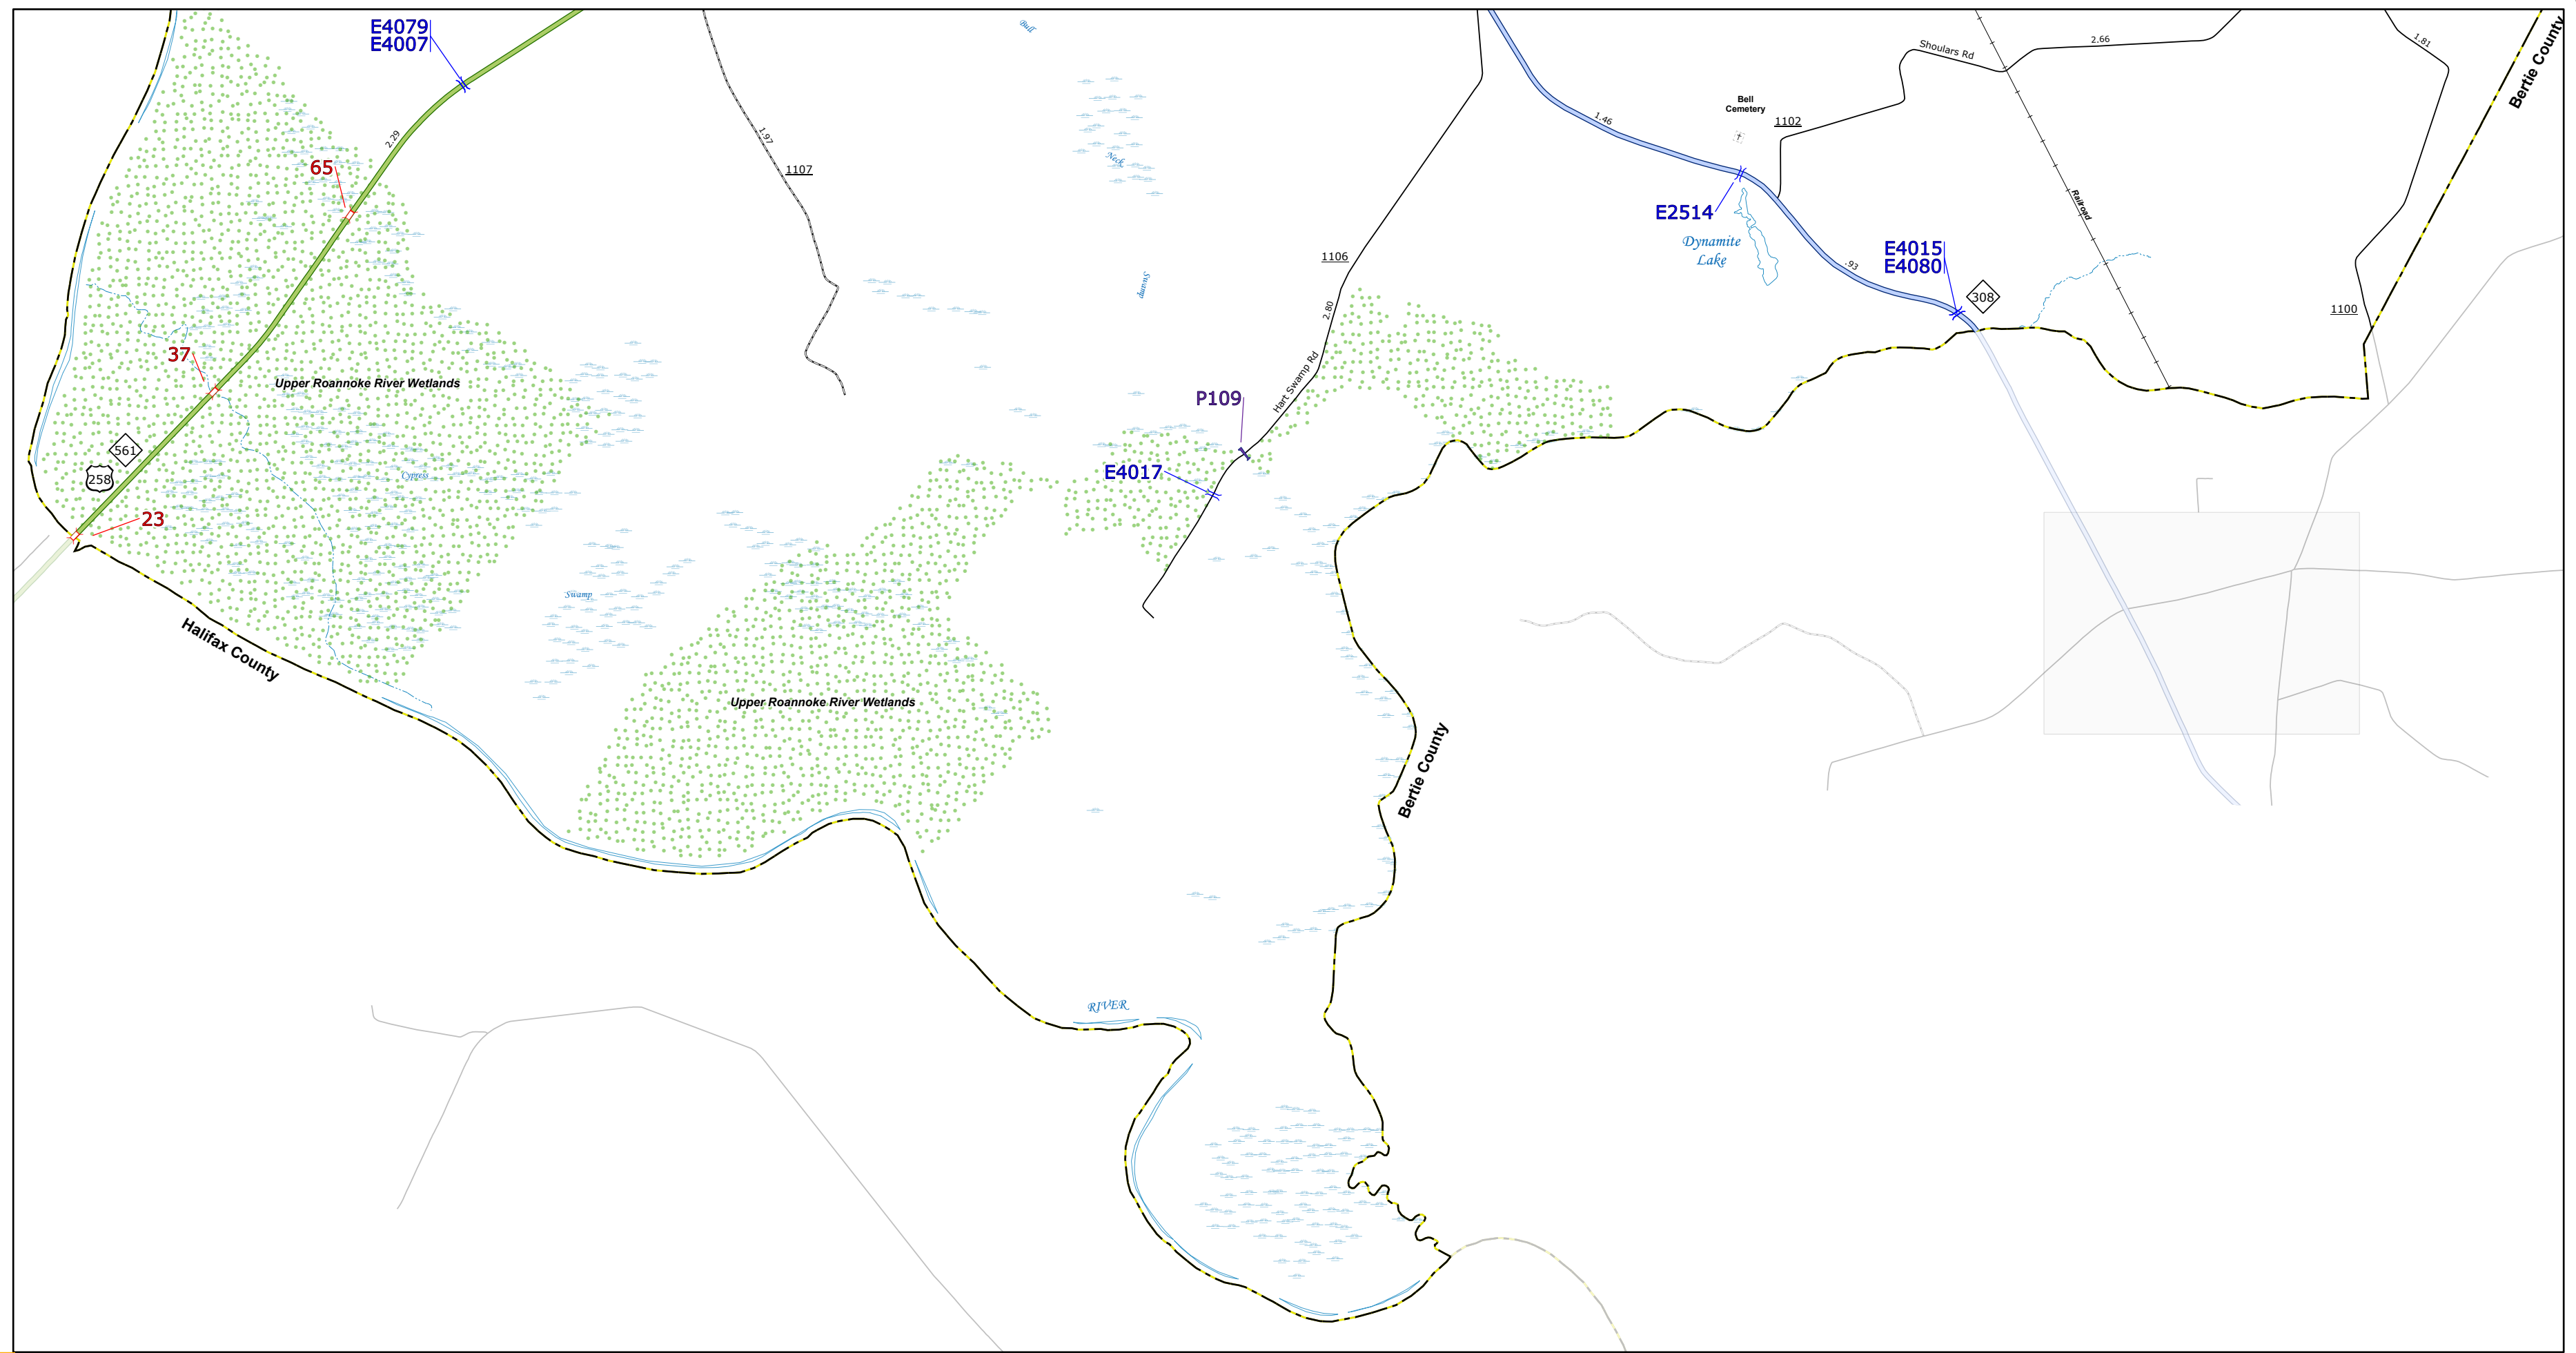 E4079
E4007
Bull
2.66
1.81
Bertie County
Shoulars Rd
2.29
1.97
1.46
Bell
Cemetery
1102
65
1107
Neck
E2514
Railroad
Dynamite
Lake
E4015
E4080
1106
.93
Swamp
308
2.80
1100
37
Upper Roannoke River Wetlands
Hart Swamp Rd
P109
561
258
Cypress
E4017
23
Swamp
Halifax County
Upper Roannoke River Wetlands
Bertie County
RIVER